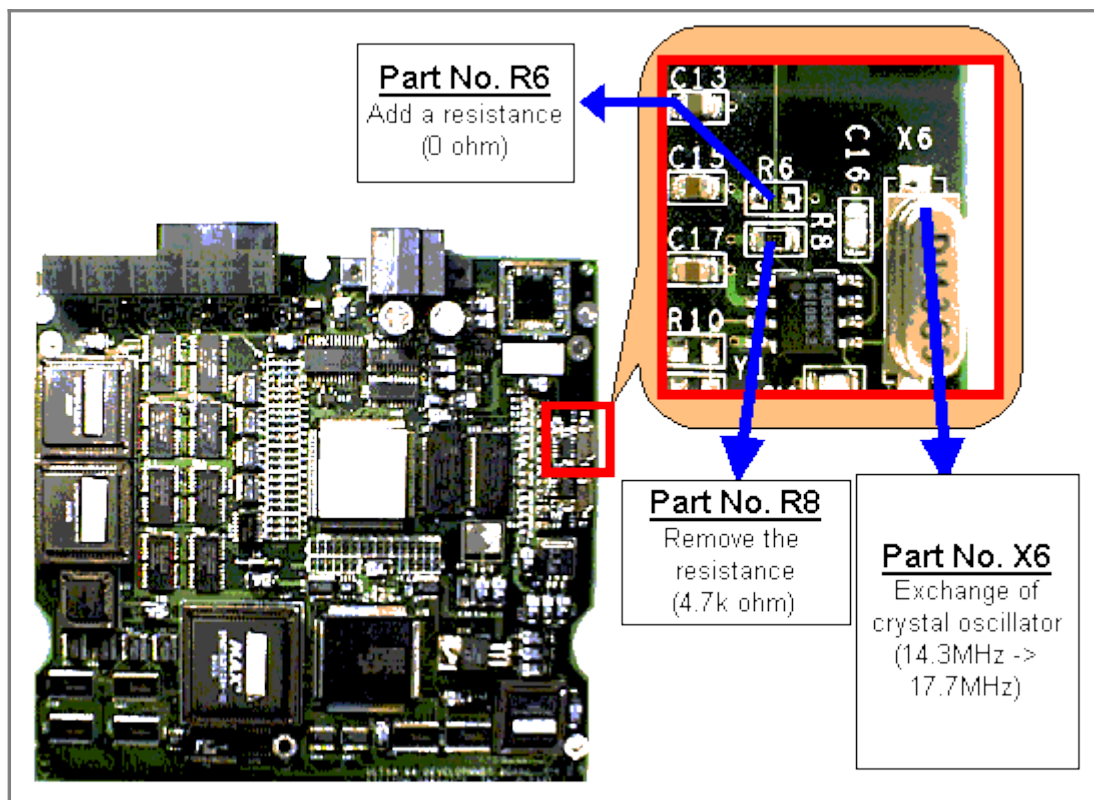 Part No. R6
Add a resistance
(0 ohm)
C13
C15
C17
R10
R6
R8
C16
X6
Part No. R8
Remove the
resistance
(4.7k ohm)
Part No. X6
Exchange of
crystal oscillator
(14.3MHz ->
17.7MHz)